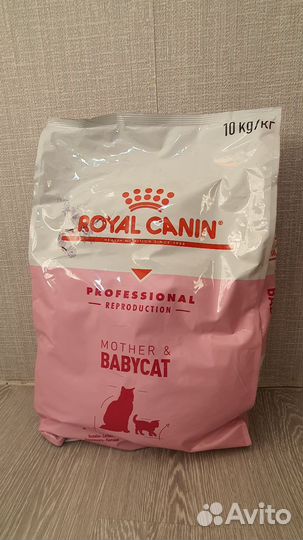 10 kg/кг
ROYAL CANIN®
PROFESSIONAL
REPRODUCTION
MOTHER &
BABYCAT
Avito